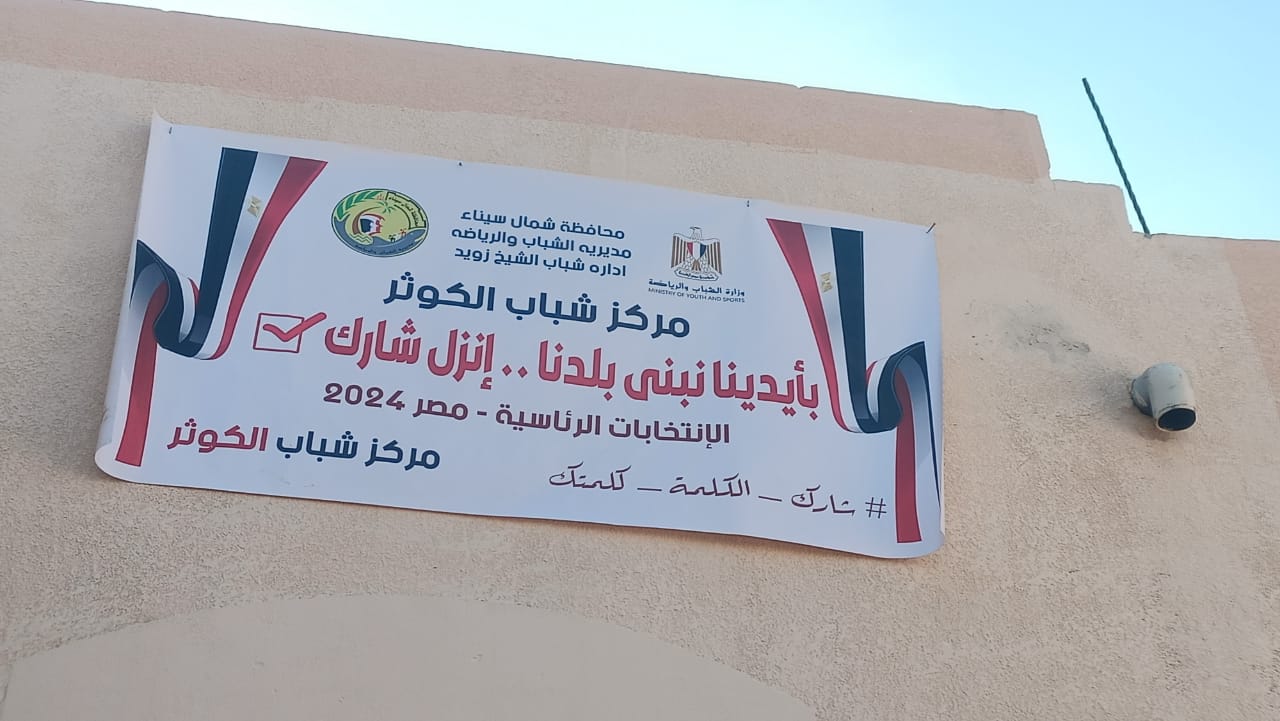 محافظة شمال سيناء
مديريه الشباب والرياضه
اداره شباب الشيخ زويد
وزارة الشباب والرياضة
MINISTRY OF YOUTH AND SPORTS
مركز شباب الكوثر
بأيدينا نبنى بلدنا .. إنزل شارك
الإنتخابات الرئاسية - مصر 2024
مركز شباب الكوثر
# شارك _ الكلمة _ كلمتك